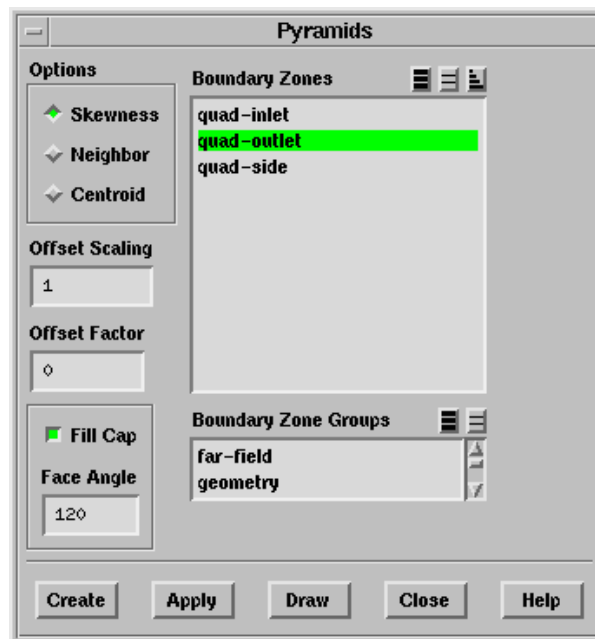 Pyramids
Options
Skewness
Neighbor
Centroid
Offset Scaling
1
Offset Factor
0
Fill Cap
Face Angle
120
Boundary Zones
quad-inlet
quad-outlet
quad-side
Boundary Zone Groups
far-field
geometry
Create Apply Draw Close Help